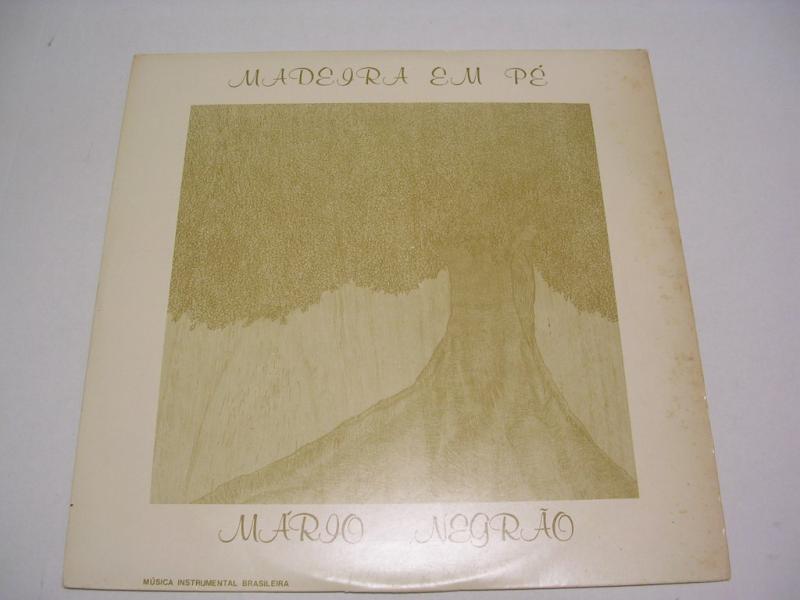 MADEIRA EM PÉ
MÁRIO NEGRÃO
MÚSICA INSTRUMENTAL BRASILEIRA